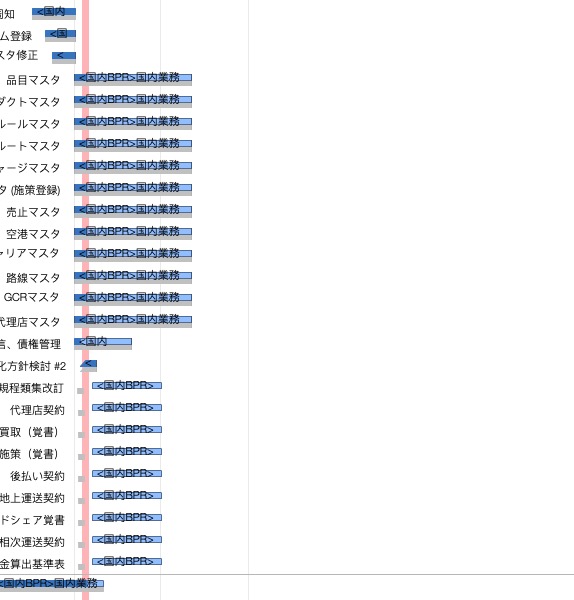 周知 <国内
ム登録 <国
スタ修正 <
品目マスタ <国内BPR>国内業務
ダクトマスタ <国内BPR>国内業務
ルールマスタ <国内BPR>国内業務
ルートマスタ <国内BPR>国内業務
ャージマスタ <国内BPR>国内業務
タ (施策登録) <国内BPR>国内業務
売止マスタ <国内BPR>国内業務
空港マスタ <国内BPR>国内業務
ャリアマスタ <国内BPR>国内業務
路線マスタ <国内BPR>国内業務
GCRマスタ <国内BPR>国内業務
代理店マスタ <国内BPR>国内業務
言、債権管理 <国内
化方針検討 #2 <
規程類集改訂 <国内BPR>
代理店契約 <国内BPR>
買取（覚書） <国内BPR>
施策（覚書） <国内BPR>
後払い契約 <国内BPR>
地上運送契約 <国内BPR>
ドシェア覚書 <国内BPR>
相次運送契約 <国内BPR>
金算出基準表 <国内BPR>
<国内BPR>国内業務